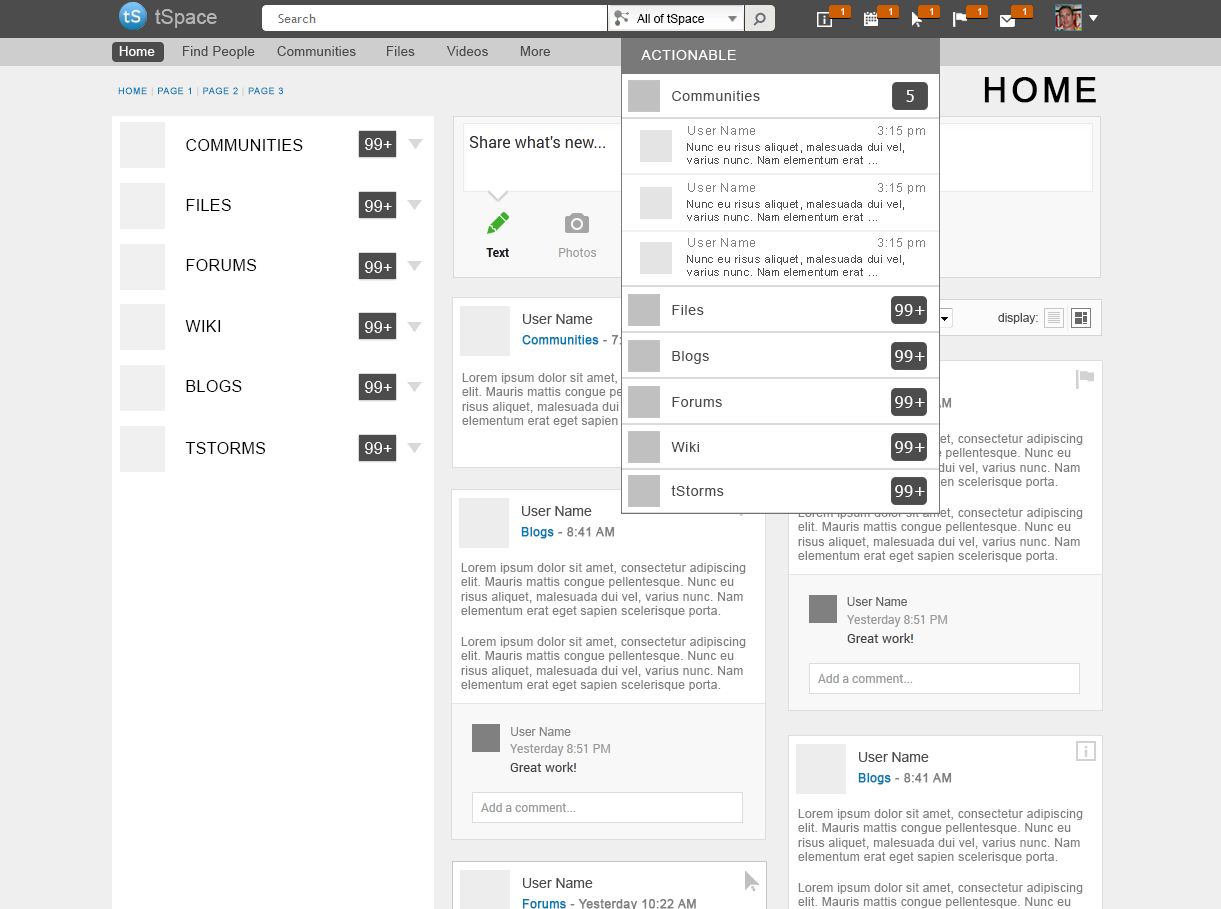 tS tSpace
Search
All of tSpace
1
1
1
1
1
Home
Find People
Communities
Files
Videos
More
HOME | PAGE 1 | PAGE 2 | PAGE 3
HOME
COMMUNITIES 99+
FILES 99+
FORUMS 99+
WIKI 99+
BLOGS 99+
TSTORMS 99+
Share what's new...
Text
Photos
ACTIONABLE
Communities 5
User Name 3:15 pm
Nunc eu risus aliquet, malesuada dui vel,
varius nunc. Nam elementum erat ...
User Name 3:15 pm
Nunc eu risus aliquet, malesuada dui vel,
varius nunc. Nam elementum erat ...
User Name 3:15 pm
Nunc eu risus aliquet, malesuada dui vel,
varius nunc. Nam elementum erat ...
Files 99+
Blogs 99+
Forums 99+
Wiki 99+
tStorms 99+
display:
User Name
Communities - 7:
Lorem ipsum dolor sit amet,
elit. Mauris mattis congue pe
risus aliquet, malesuada dui
elementum erat eget sapien
User Name
Blogs - 8:41 AM
Lorem ipsum dolor sit amet, consectetur adipiscing
elit. Mauris mattis congue pellentesque. Nunc eu
risus aliquet, malesuada dui vel, varius nunc. Nam
elementum erat eget sapien scelerisque porta.
Lorem ipsum dolor sit amet, consectetur adipiscing
elit. Mauris mattis congue pellentesque. Nunc eu
risus aliquet, malesuada dui vel, varius nunc. Nam
elementum erat eget sapien scelerisque porta.
User Name
Yesterday 8:51 PM
Great work!
Add a comment...
User Name
Forums - Yesterday 10:22 AM
AM
et, consectetur adipiscing
pellentesque. Nunc eu
dui vel, varius nunc. Nam
en scelerisque porta.
Lorem ipsum dolor sit amet, consectetur adipiscing
elit. Mauris mattis congue pellentesque. Nunc eu
risus aliquet, malesuada dui vel, varius nunc. Nam
elementum erat eget sapien scelerisque porta.
User Name
Yesterday 8:51 PM
Great work!
Add a comment...
User Name
Blogs - 8:41 AM
Lorem ipsum dolor sit amet, consectetur adipiscing
elit. Mauris mattis congue pellentesque. Nunc eu
risus aliquet, malesuada dui vel, varius nunc. Nam
elementum erat eget sapien scelerisque porta.
Lorem ipsum dolor sit amet, consectetur adipiscing
elit. Mauris mattis congue pellentesque. Nunc eu